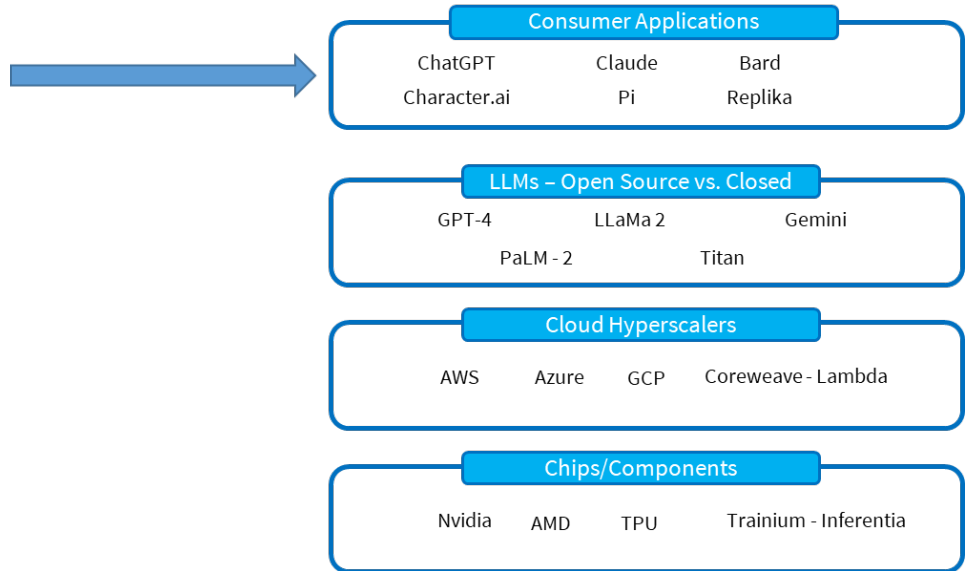 Consumer Applications
ChatGPT Claude Bard
Character.ai Pi Replika
LLMs – Open Source vs. Closed
GPT-4 LLaMa 2 Gemini
PaLM - 2 Titan
Cloud Hyperscalers
AWS Azure GCP Coreweave - Lambda
Chips/Components
Nvidia AMD TPU Trainium - Inferentia